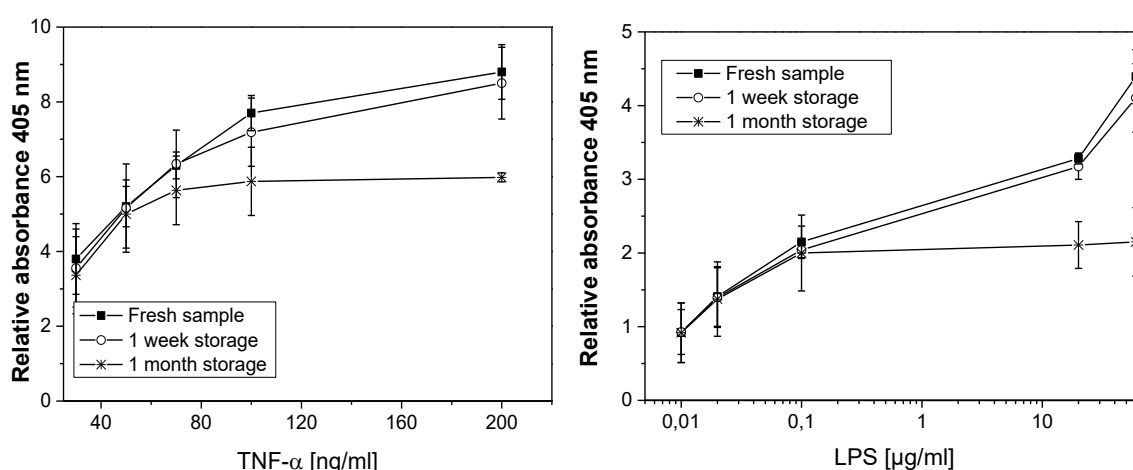 Relative absorbance 405 nm
10
8
6
4
2
0
Fresh sample
1 week storage
1 month storage
40 80 120 160 200
TNF-α [ng/ml]
Relative absorbance 405 nm
5
4
3
2
1
0
Fresh sample
1 week storage
1 month storage
0,01 0,1 1 10
LPS [µg/ml]